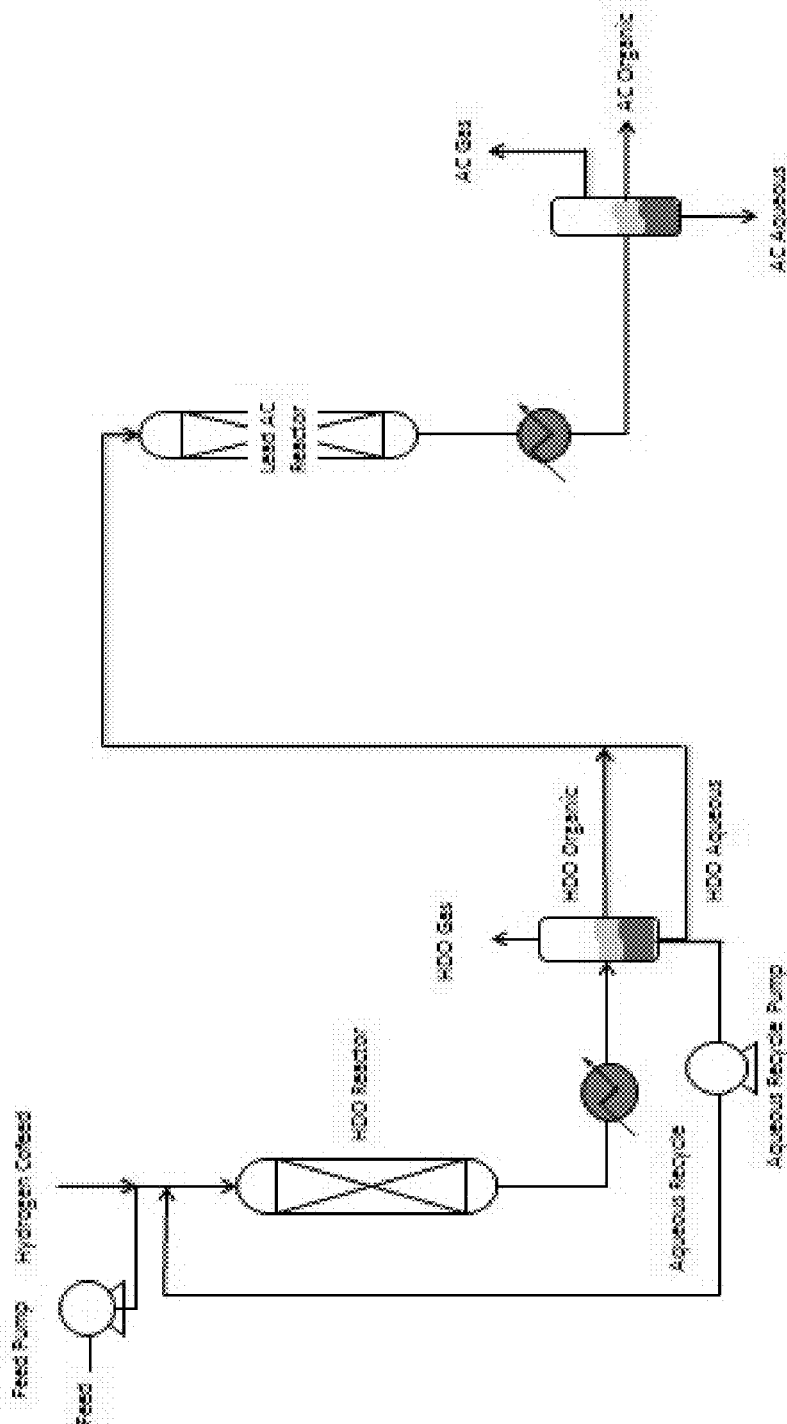 Feed Pump
Feed
Hydrogen Cofeed
HDO Reactor
Aqueous Recycle
Aqueous Recycle Pump
HDO Gas
HDO Organic
HDO Aqueous
Lead AC
Reactor
AC Gas
AC Organic
AC Aqueous